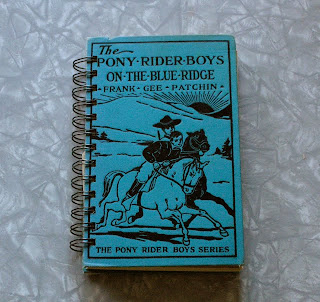 The
PONY·RIDER·BOYS
ON·THE·BLUE·RIDGE
·FRANK·GEE·PATCHIN·
THE PONY RIDER BOYS SERIES